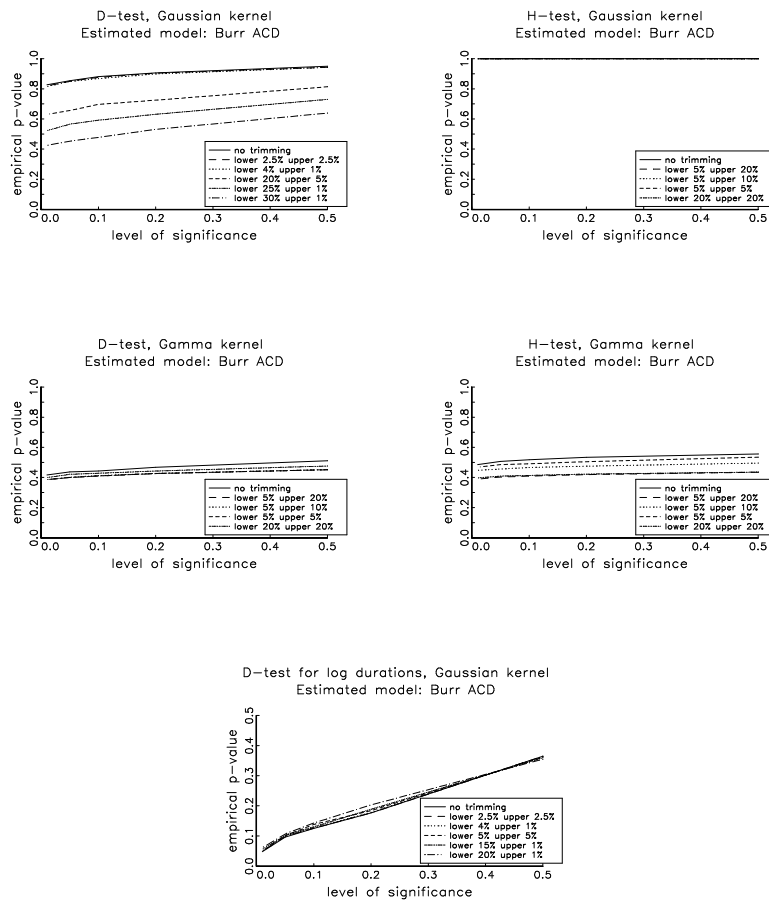 D-test, Gaussian kernel
Estimated model: Burr ACD
empirical p-value
0.0 0.2 0.4 0.6 0.8 1.0
no trimming
lower 2.5% upper 2.5%
lower 4% upper 1%
lower 20% upper 5%
lower 25% upper 1%
lower 30% upper 1%
0.0 0.1 0.2 0.3 0.4 0.5
level of significance
H-test, Gaussian kernel
Estimated model: Burr ACD
empirical p-value
0.0 0.2 0.4 0.6 0.8 1.0
no trimming
lower 5% upper 20%
lower 5% upper 10%
lower 5% upper 5%
lower 20% upper 20%
0.0 0.1 0.2 0.3 0.4 0.5
level of significance
D-test, Gamma kernel
Estimated model: Burr ACD
empirical p-value
0.0 0.2 0.4 0.6 0.8 1.0
no trimming
lower 5% upper 20%
lower 5% upper 10%
lower 5% upper 5%
lower 20% upper 20%
0.0 0.1 0.2 0.3 0.4 0.5
level of significance
H-test, Gamma kernel
Estimated model: Burr ACD
empirical p-value
0.0 0.2 0.4 0.6 0.8 1.0
no trimming
lower 5% upper 20%
lower 5% upper 10%
lower 5% upper 5%
lower 20% upper 20%
0.0 0.1 0.2 0.3 0.4 0.5
level of significance
D-test for log durations, Gaussian kernel
Estimated model: Burr ACD
empirical p-value
0.0 0.1 0.2 0.3 0.4 0.5
no trimming
lower 2.5% upper 2.5%
lower 4% upper 1%
lower 5% upper 5%
lower 15% upper 1%
lower 20% upper 1%
0.0 0.1 0.2 0.3 0.4 0.5
level of significance